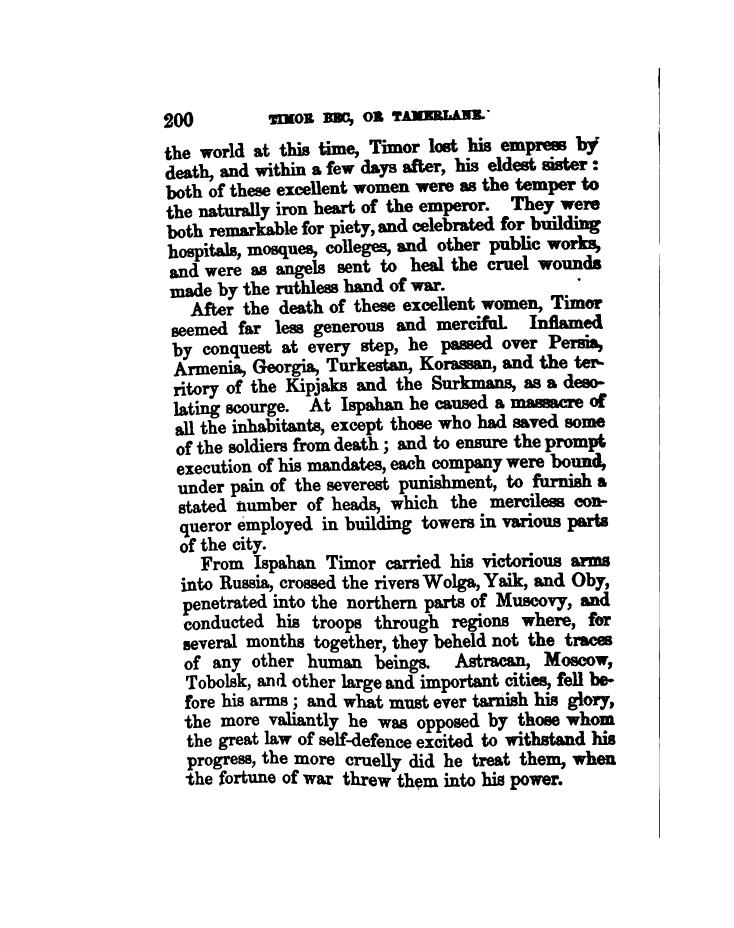 200 TIMOR BEC, OR TAMERLANE.
the world at this time, Timor lost his empress by
death, and within a few days after, his eldest sister :
both of these excellent women were as the temper to
the naturally iron heart of the emperor. They were
both remarkable for piety, and celebrated for building
hospitals, mosques, colleges, and other public works,
and were as angels sent to heal the cruel wounds
made by the ruthless hand of war.
After the death of these excellent women, Timor
seemed far less generous and merciful. Inflamed
by conquest at every step, he passed over Persia,
Armenia, Georgia, Turkestan, Korassan, and the ter-
ritory of the Kipjaks and the Surkmans, as a deso-
lating scourge. At Ispahan he caused a massacre of
all the inhabitants, except those who had saved some
of the soldiers from death ; and to ensure the prompt
execution of his mandates, each company were bound,
under pain of the severest punishment, to furnish a
stated number of heads, which the merciless con-
queror employed in building towers in various parts
of the city.
From Ispahan Timor carried his victorious arms
into Russia, crossed the rivers Wolga, Yaik, and Oby,
penetrated into the northern parts of Muscovy, and
conducted his troops through regions where, for
several months together, they beheld not the traces
of any other human beings. Astracan, Moscow,
Tobolsk, and other large and important cities, fell be-
fore his arms ; and what must ever tarnish his glory,
the more valiantly he was opposed by those whom
the great law of self-defence excited to withstand his
progress, the more cruelly did he treat them, when
the fortune of war threw them into his power.